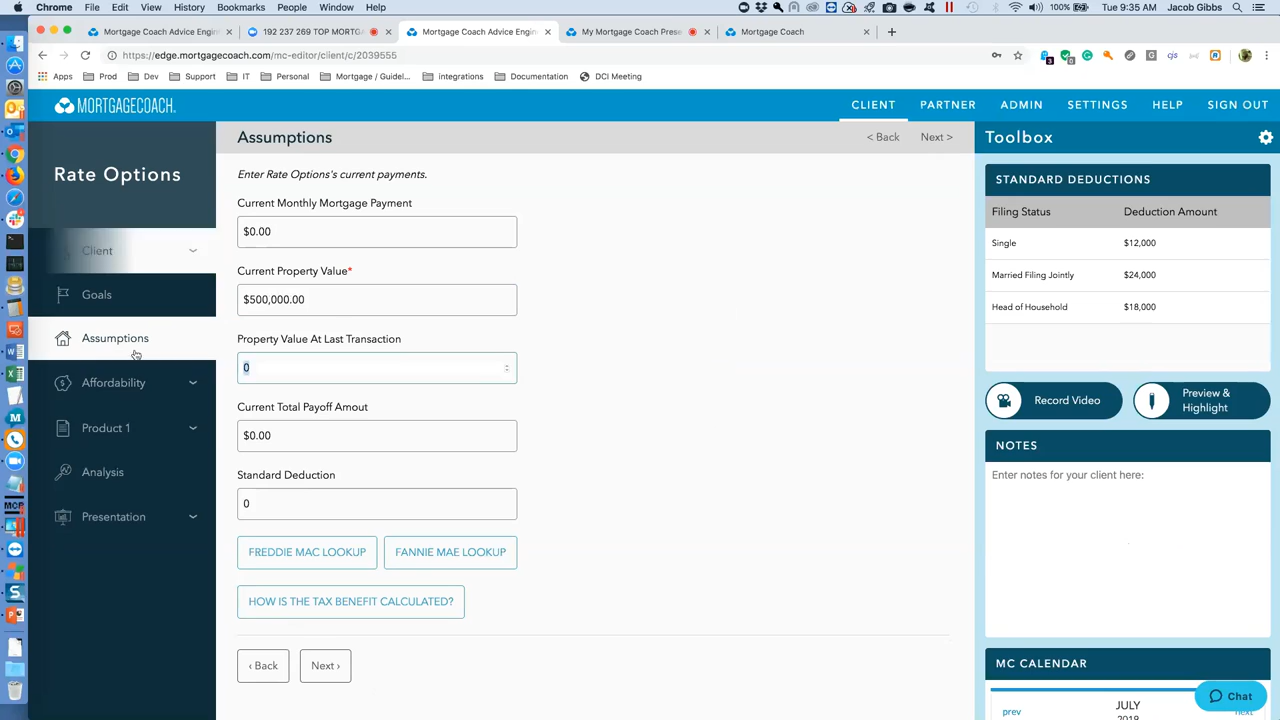 Chrome File Edit View History Bookmarks People Window Help 100% Tue 9:35 AM Jacob Gibbs
Mortgage Coach Advice Engin 192 237 269 TOP MORTGA Mortgage Coach Advice Engin My Mortgage Coach Prese Mortgage Coach
https://edge.mortgagecoach.com/mc-editor/client/c/2039555
Apps Prod Dev Support IT Personal Mortgage / Guidel... integrations Documentation DCI Meeting
MORTGAGECOACH CLIENT PARTNER ADMIN SETTINGS HELP SIGN OUT
Rate Options
Client
Goals
Assumptions
Affordability
Product 1
Analysis
Presentation
Assumptions < Back Next >
Enter Rate Options's current payments.
Current Monthly Mortgage Payment
$0.00
Current Property Value*
$500,000.00
Property Value At Last Transaction
0
Current Total Payoff Amout
$0.00
Standard Deduction
0
FREDDIE MAC LOOKUP FANNIE MAE LOOKUP
HOW IS THE TAX BENEFIT CALCULATED?
‹ Back Next ›
Toolbox
STANDARD DEDUCTIONS
Filing Status Deduction Amount
Single $12,000
Married Filing Jointly $24,000
Head of Household $18,000
Record Video Preview & Highlight
NOTES
Enter notes for your client here:
MC CALENDAR
prev JULY next
2019
Chat